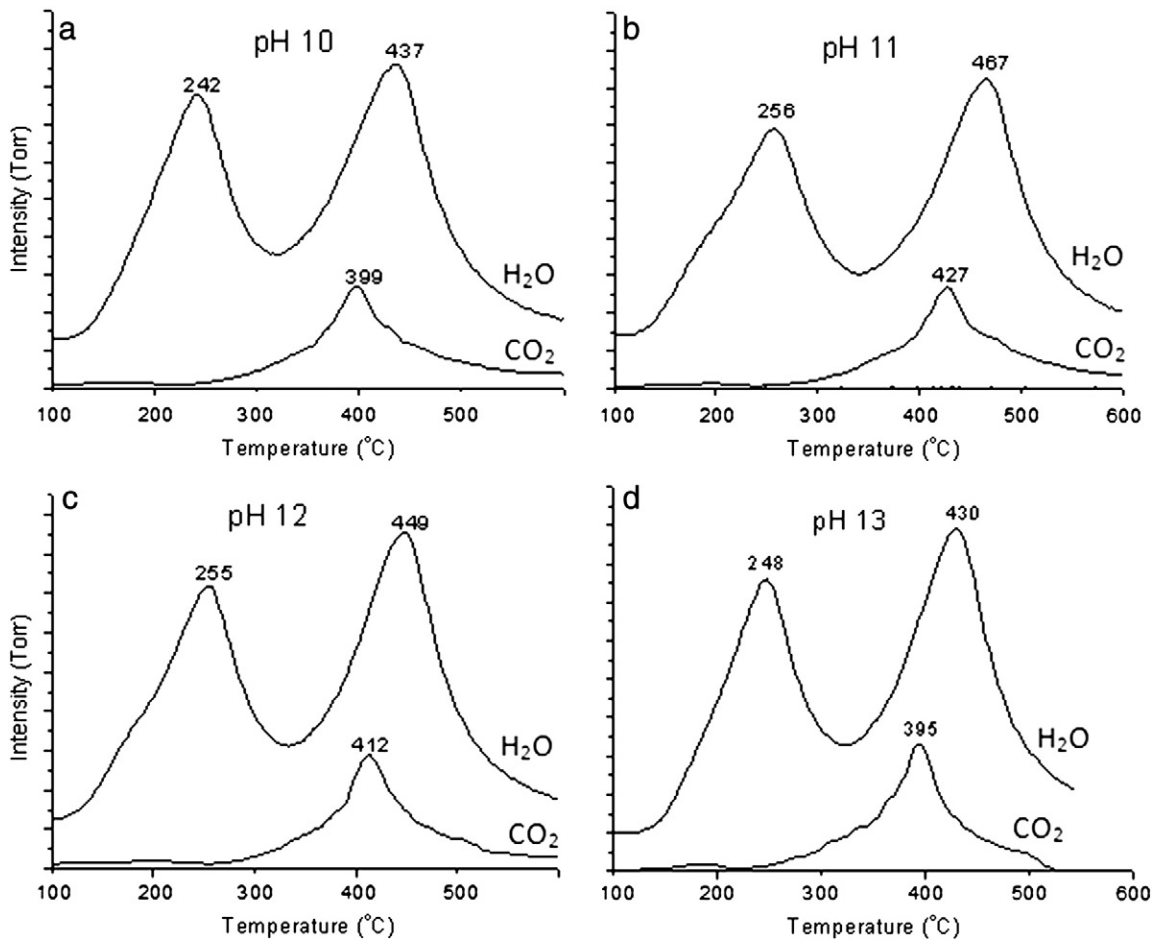 a
pH 10
242
437
399
H₂O
CO₂
Intensity (Torr)
100 200 300 400 500
Temperature (°C)
b
pH 11
256
467
427
H₂O
CO₂
100 200 300 400 500 600
Temperature (°C)
c
pH 12
255
449
412
H₂O
CO₂
Intensity (Torr)
100 200 300 400 500
Temperature (°C)
d
pH 13
248
430
395
H₂O
CO₂
100 200 300 400 500 600
Temperature (°C)